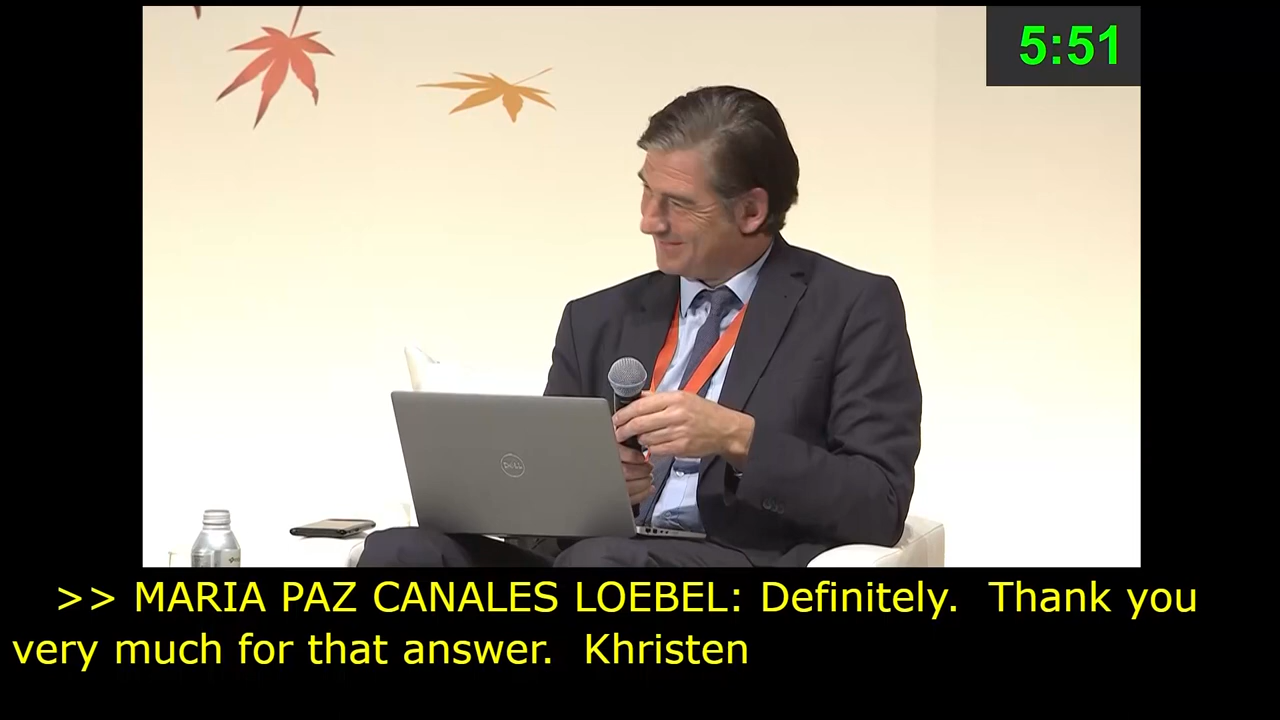 5:51
DELL
>> MARIA PAZ CANALES LOEBEL: Definitely.  Thank you
very much for that answer.  Khristen